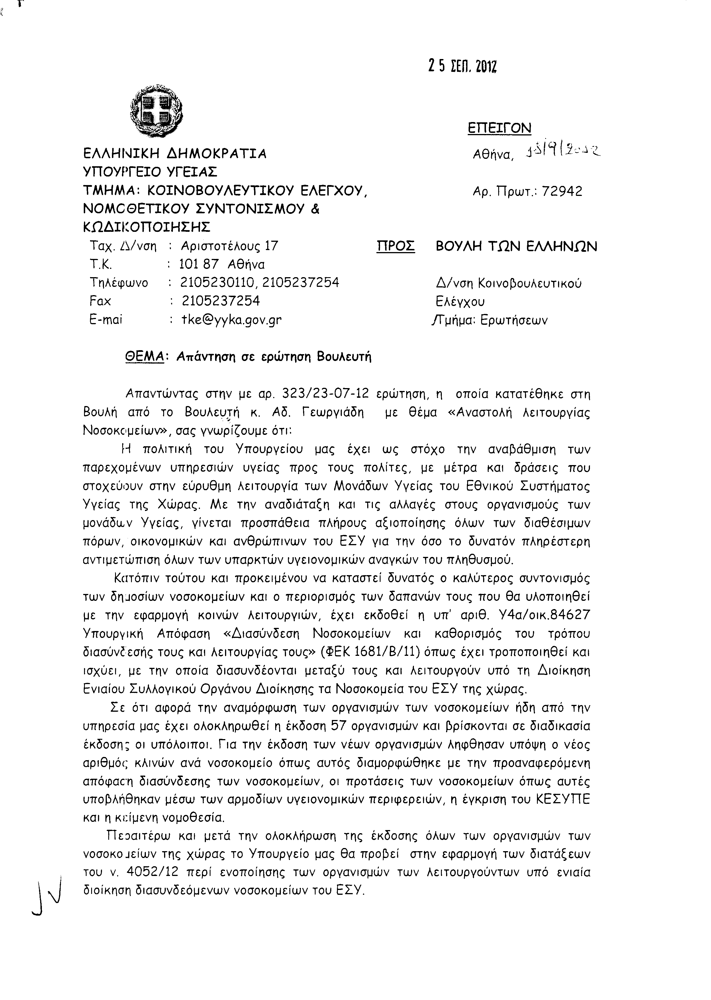 2 5 ΣΕΠ. 2012
ΕΠΕΙΓΟΝ
ΕΛΛΗΝΙΚΗ ΔΗΜΟΚΡΑΤΙΑ
Αθήνα, 18/9/2012
ΥΠΟΥΡΓΕΙΟ ΥΓΕΙΑΣ
ΤΜΗΜΑ: ΚΟΙΝΟΒΟΥΛΕΥΤΙΚΟΥ ΕΛΕΓΧΟΥ,
Αρ. Πρωτ.: 72942
ΝΟΜΟΘΕΤΙΚΟΥ ΣΥΝΤΟΝΙΣΜΟΥ &
ΚΩΔΙΚΟΠΟΙΗΣΗΣ
Ταχ. Δ/νση : Αριστοτέλους 17
ΠΡΟΣ ΒΟΥΛΗ ΤΩΝ ΕΛΛΗΝΩΝ
Τ.Κ. : 101 87 Αθήνα
Τηλέφωνο : 2105230110, 2105237254
Δ/νση Κοινοβουλευτικού
Fax : 2105237254
Ελέγχου
E-mai : tke@yyka.gov.gr
/Τμήμα: Ερωτήσεων
ΘΕΜΑ: Απάντηση σε ερώτηση Βουλευτή
Απαντώντας στην με αρ. 323/23-07-12 ερώτηση, η οποία κατατέθηκε στη
Βουλή από το Βουλευτή κ. Αδ. Γεωργιάδη με θέμα «Αναστολή λειτουργίας
Νοσοκομείων», σας γνωρίζουμε ότι:
Η πολιτική του Υπουργείου μας έχει ως στόχο την αναβάθμιση των
παρεχομένων υπηρεσιών υγείας προς τους πολίτες, με μέτρα και δράσεις που
στοχεύουν στην εύρυθμη λειτουργία των Μονάδων Υγείας του Εθνικού Συστήματος
Υγείας της Χώρας. Με την αναδιάταξη και τις αλλαγές στους οργανισμούς των
μονάδων Υγείας, γίνεται προσπάθεια πλήρους αξιοποίησης όλων των διαθέσιμων
πόρων, οικονομικών και ανθρώπινων του ΕΣΥ για την όσο το δυνατόν πληρέστερη
αντιμετώπιση όλων των υπαρκτών υγειονομικών αναγκών του πληθυσμού.
Κατόπιν τούτου και προκειμένου να καταστεί δυνατός ο καλύτερος συντονισμός
των δημοσίων νοσοκομείων και ο περιορισμός των δαπανών τους που θα υλοποιηθεί
με την εφαρμογή κοινών λειτουργιών, έχει εκδοθεί η υπ' αριθ. Υ4α/οικ.84627
Υπουργική Απόφαση «Διασύνδεση Νοσοκομείων και καθορισμός του τρόπου
διασύνδεσής τους και λειτουργίας τους» (ΦΕΚ 1681/Β/11) όπως έχει τροποποιηθεί και
ισχύει, με την οποία διασυνδέονται μεταξύ τους και λειτουργούν υπό τη Διοίκηση
Ενιαίου Συλλογικού Οργάνου Διοίκησης τα Νοσοκομεία του ΕΣΥ της χώρας.
Σε ότι αφορά την αναμόρφωση των οργανισμών των νοσοκομείων ήδη από την
υπηρεσία μας έχει ολοκληρωθεί η έκδοση 57 οργανισμών και βρίσκονται σε διαδικασία
έκδοσης οι υπόλοιποι. Για την έκδοση των νέων οργανισμών ληφθησαν υπόψη ο νέος
αριθμός κλινών ανά νοσοκομείο όπως αυτός διαμορφώθηκε με την προαναφερόμενη
απόφαση διασύνδεσης των νοσοκομείων, οι προτάσεις των νοσοκομείων όπως αυτές
υποβλήθηκαν μέσω των αρμοδίων υγειονομικών περιφερειών, η έγκριση του ΚΕΣΥΠΕ
και η κείμενη νομοθεσία.
Περαιτέρω και μετά την ολοκλήρωση της έκδοσης όλων των οργανισμών των
νοσοκομείων της χώρας το Υπουργείο μας θα προβεί στην εφαρμογή των διατάξεων
του ν. 4052/12 περί ενοποίησης των οργανισμών των λειτουργούντων υπό ενιαία
διοίκηση διασυνδεόμενων νοσοκομείων του ΕΣΥ.